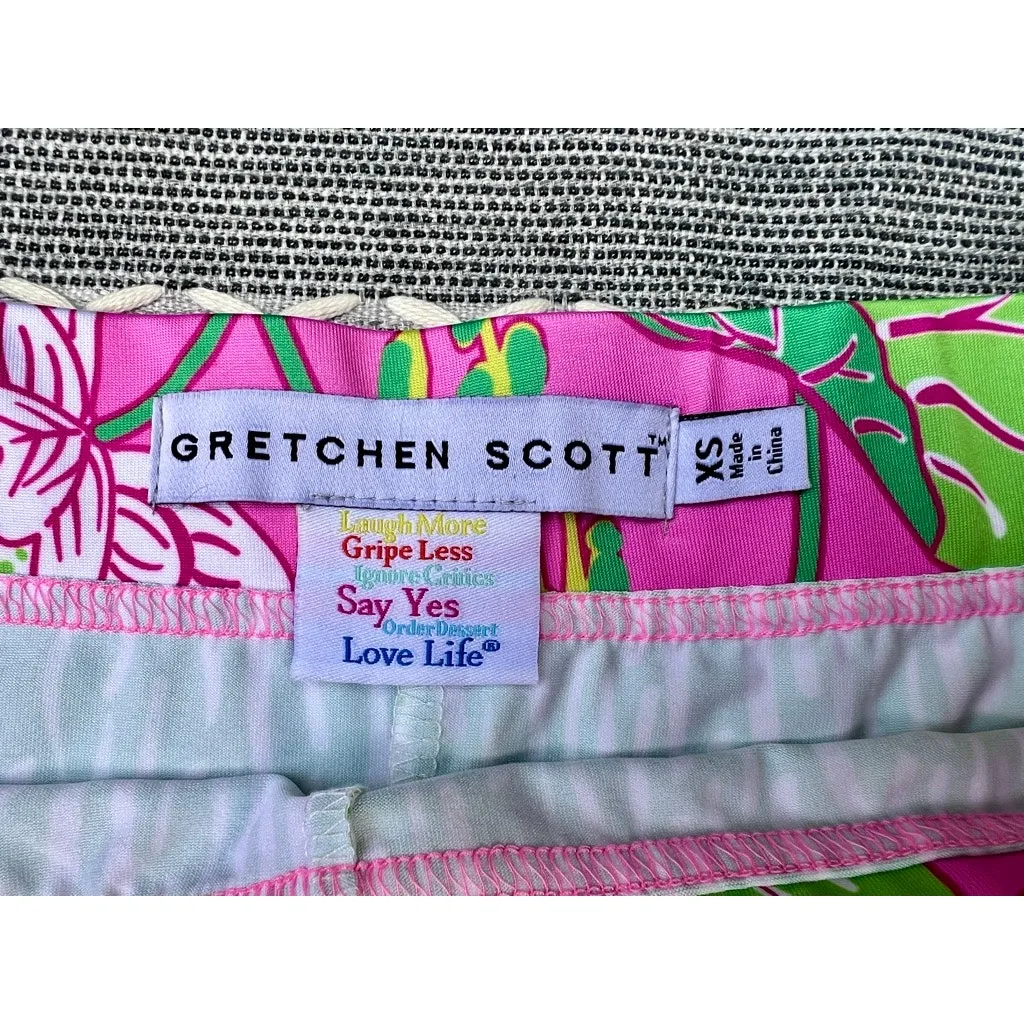 GRETCHEN SCOTT™
XS
Made
in
China
Laugh More
Gripe Less
Ignore Critics
Say Yes
Order Dessert
Love Life®